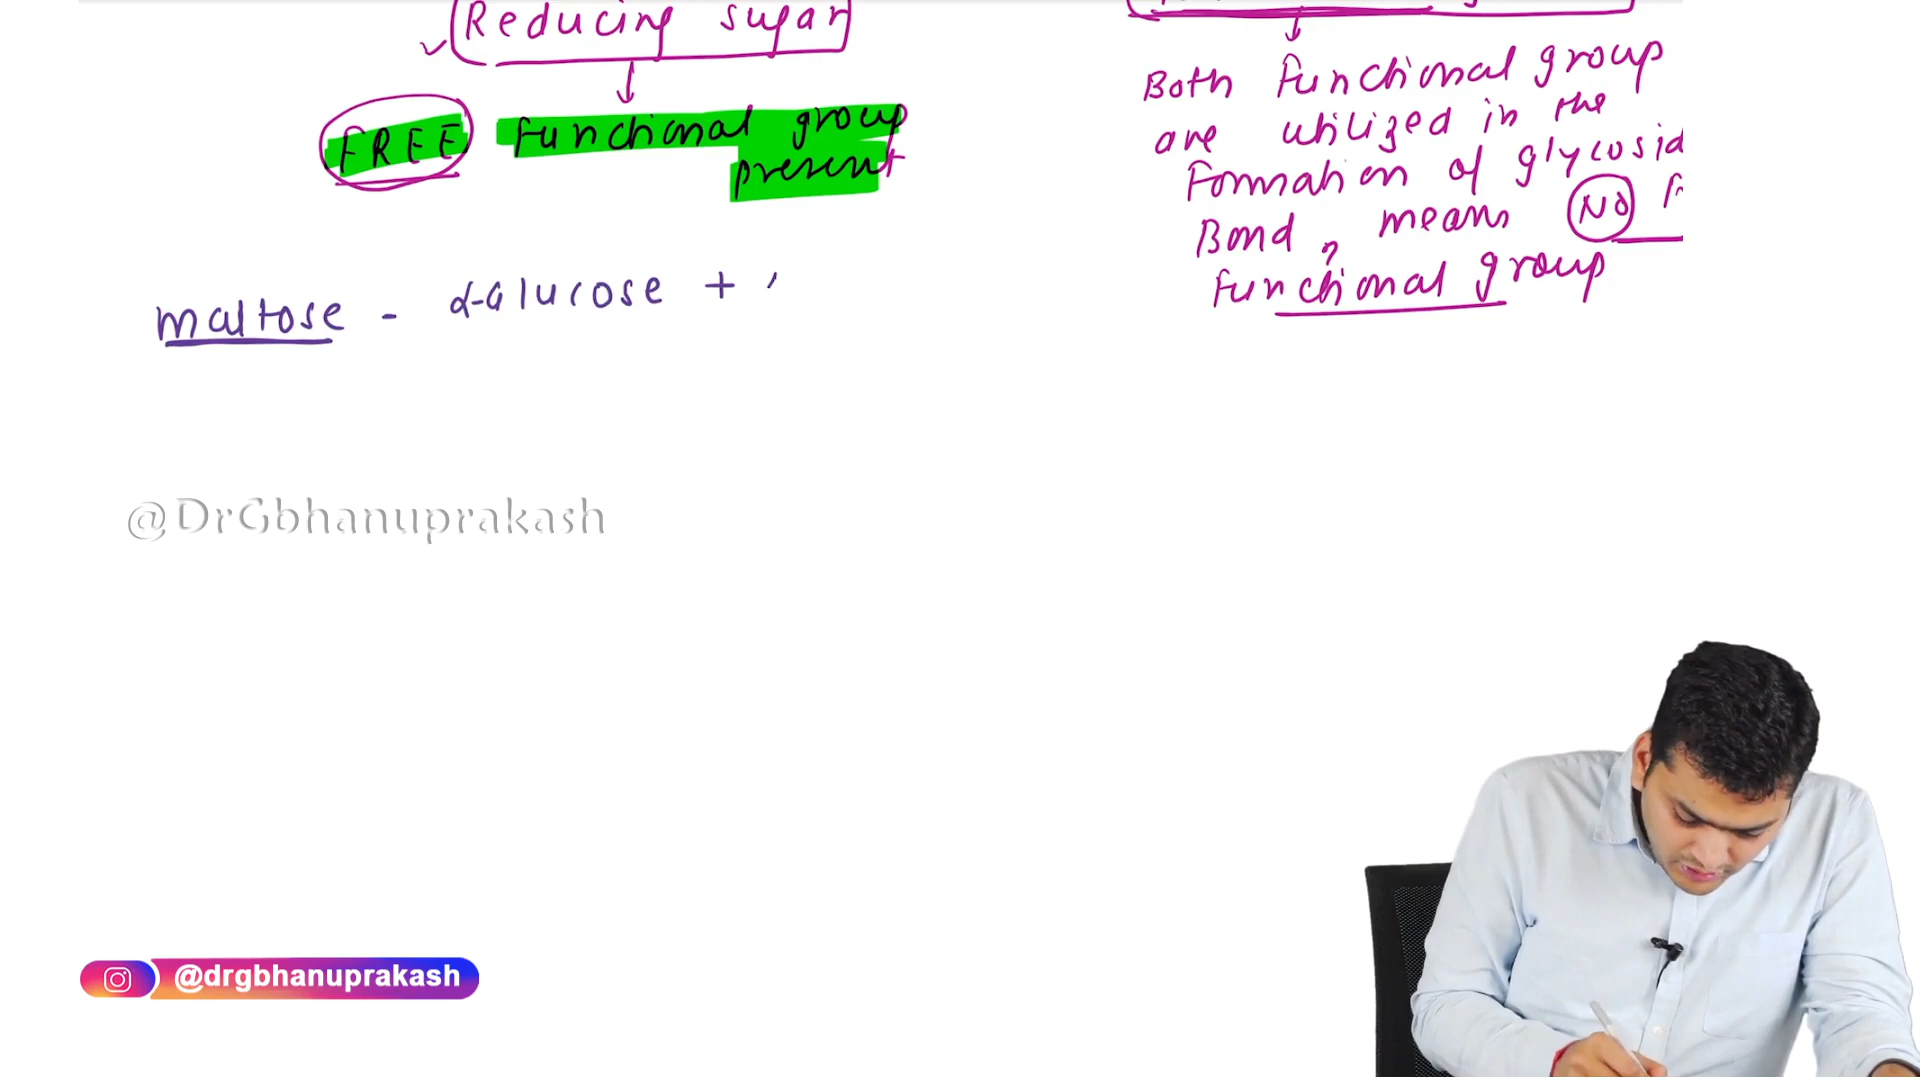 Reducing sugar
FREE Functional group
present
maltose - α-Glucose +
Both Functional group
are utilized in the
Formation of glycosid
Bond, means NO F
Functional group
@DrGbhanuprakash
@drgbhanuprakash